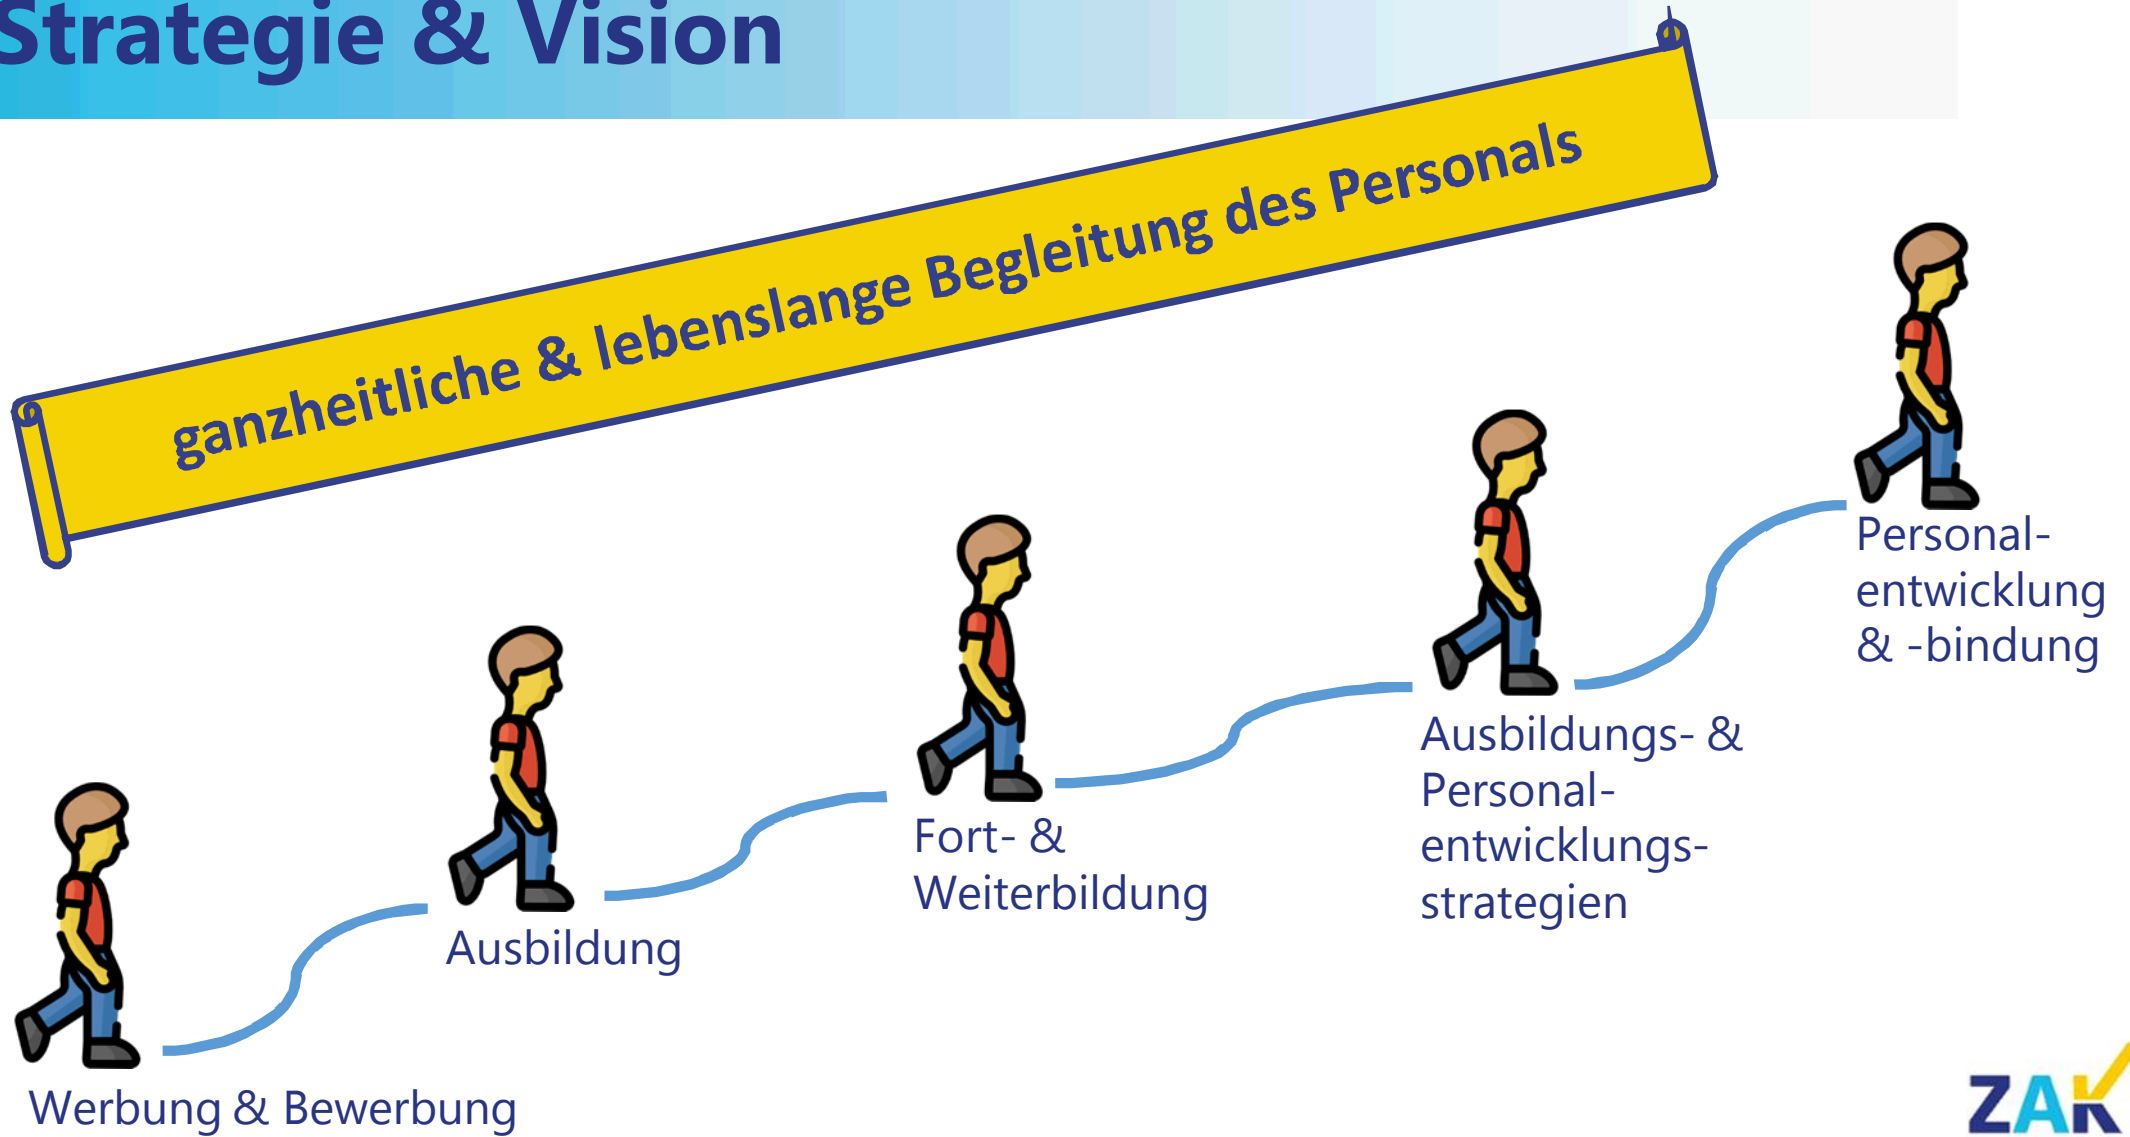 Strategie & Vision
ganzheitliche & lebenslange Begleitung des Personals
Werbung & Bewerbung
Ausbildung
Fort- &
Weiterbildung
Ausbildungs- &
Personal-
entwicklungs-
strategien
Personal-
entwicklung
& -bindung
ZAK